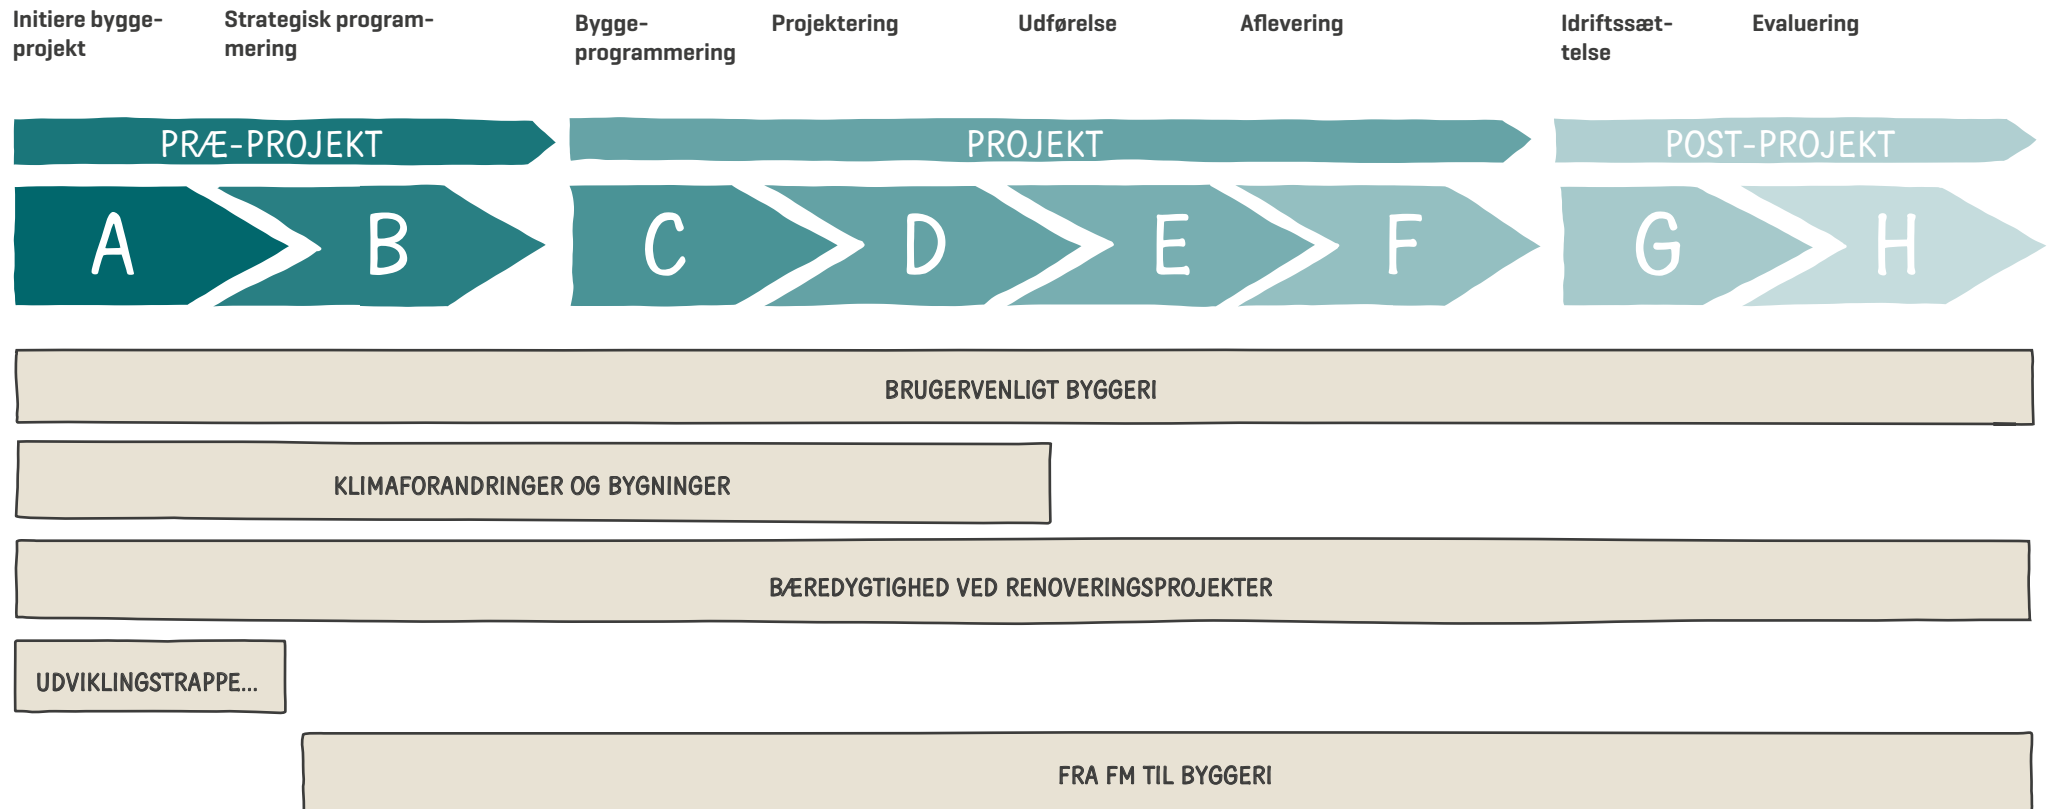 Initiere bygge-
projekt
Strategisk program-
mering
Bygge-
programmering
Projektering
Udførelse
Aflevering
Idriftssæt-
telse
Evaluering
PRÆ-PROJEKT
PROJEKT
POST-PROJEKT
A
B
C
D
E
F
G
H
BRUGERVENLIGT BYGGERI
KLIMAFORANDRINGER OG BYGNINGER
BÆREDYGTIGHED VED RENOVERINGSPROJEKTER
UDVIKLINGSTRAPPE...
FRA FM TIL BYGGERI